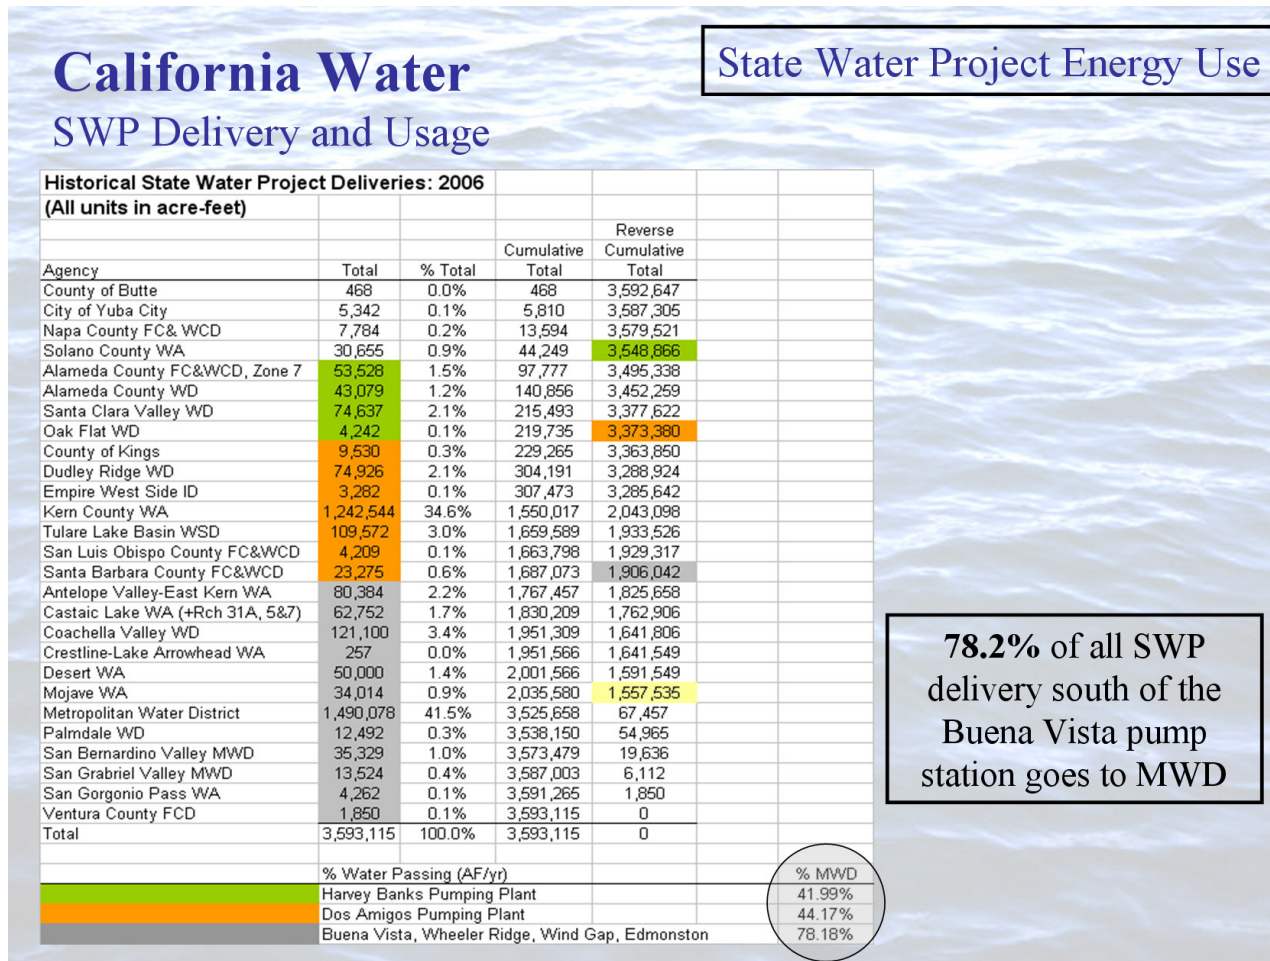 California Water
State Water Project Energy Use
SWP Delivery and Usage
Historical State Water Project Deliveries: 2006
(All units in acre-feet)
Reverse
Cumulative Cumulative
Agency Total % Total Total Total
County of Butte 468 0.0% 468 3,592,647
City of Yuba City 5,342 0.1% 5,810 3,587,305
Napa County FC& WCD 7,784 0.2% 13,594 3,579,521
Solano County WA 30,655 0.9% 44,249 3,548,866
Alameda County FC&WCD, Zone 7 53,528 1.5% 97,777 3,495,338
Alameda County WD 43,079 1.2% 140,856 3,452,259
Santa Clara Valley WD 74,637 2.1% 215,493 3,377,622
Oak Flat WD 4,242 0.1% 219,735 3,373,380
County of Kings 9,530 0.3% 229,265 3,363,850
Dudley Ridge WD 74,926 2.1% 304,191 3,288,924
Empire West Side ID 3,282 0.1% 307,473 3,285,642
Kern County WA 1,242,544 34.6% 1,550,017 2,043,098
Tulare Lake Basin WSD 109,572 3.0% 1,659,589 1,933,526
San Luis Obispo County FC&WCD 4,209 0.1% 1,663,798 1,929,317
Santa Barbara County FC&WCD 23,275 0.6% 1,687,073 1,906,042
Antelope Valley-East Kern WA 80,384 2.2% 1,767,457 1,825,658
Castaic Lake WA (+Rch 31A, 5&7) 62,752 1.7% 1,830,209 1,762,906
Coachella Valley WD 121,100 3.4% 1,951,309 1,641,806
Crestline-Lake Arrowhead WA 257 0.0% 1,951,566 1,641,549
Desert WA 50,000 1.4% 2,001,566 1,591,549
Mojave WA 34,014 0.9% 2,035,580 1,557,535
Metropolitan Water District 1,490,078 41.5% 3,525,658 67,457
Palmdale WD 12,492 0.3% 3,538,150 54,965
San Bernardino Valley MWD 35,329 1.0% 3,573,479 19,636
San Grabriel Valley MWD 13,524 0.4% 3,587,003 6,112
San Gorgonio Pass WA 4,262 0.1% 3,591,265 1,850
Ventura County FCD 1,850 0.1% 3,593,115 0
Total 3,593,115 100.0% 3,593,115 0
% Water Passing (AF/yr) % MWD
Harvey Banks Pumping Plant 41.99%
Dos Amigos Pumping Plant 44.17%
Buena Vista, Wheeler Ridge, Wind Gap, Edmonston 78.18%
78.2% of all SWP
delivery south of the
Buena Vista pump
station goes to MWD